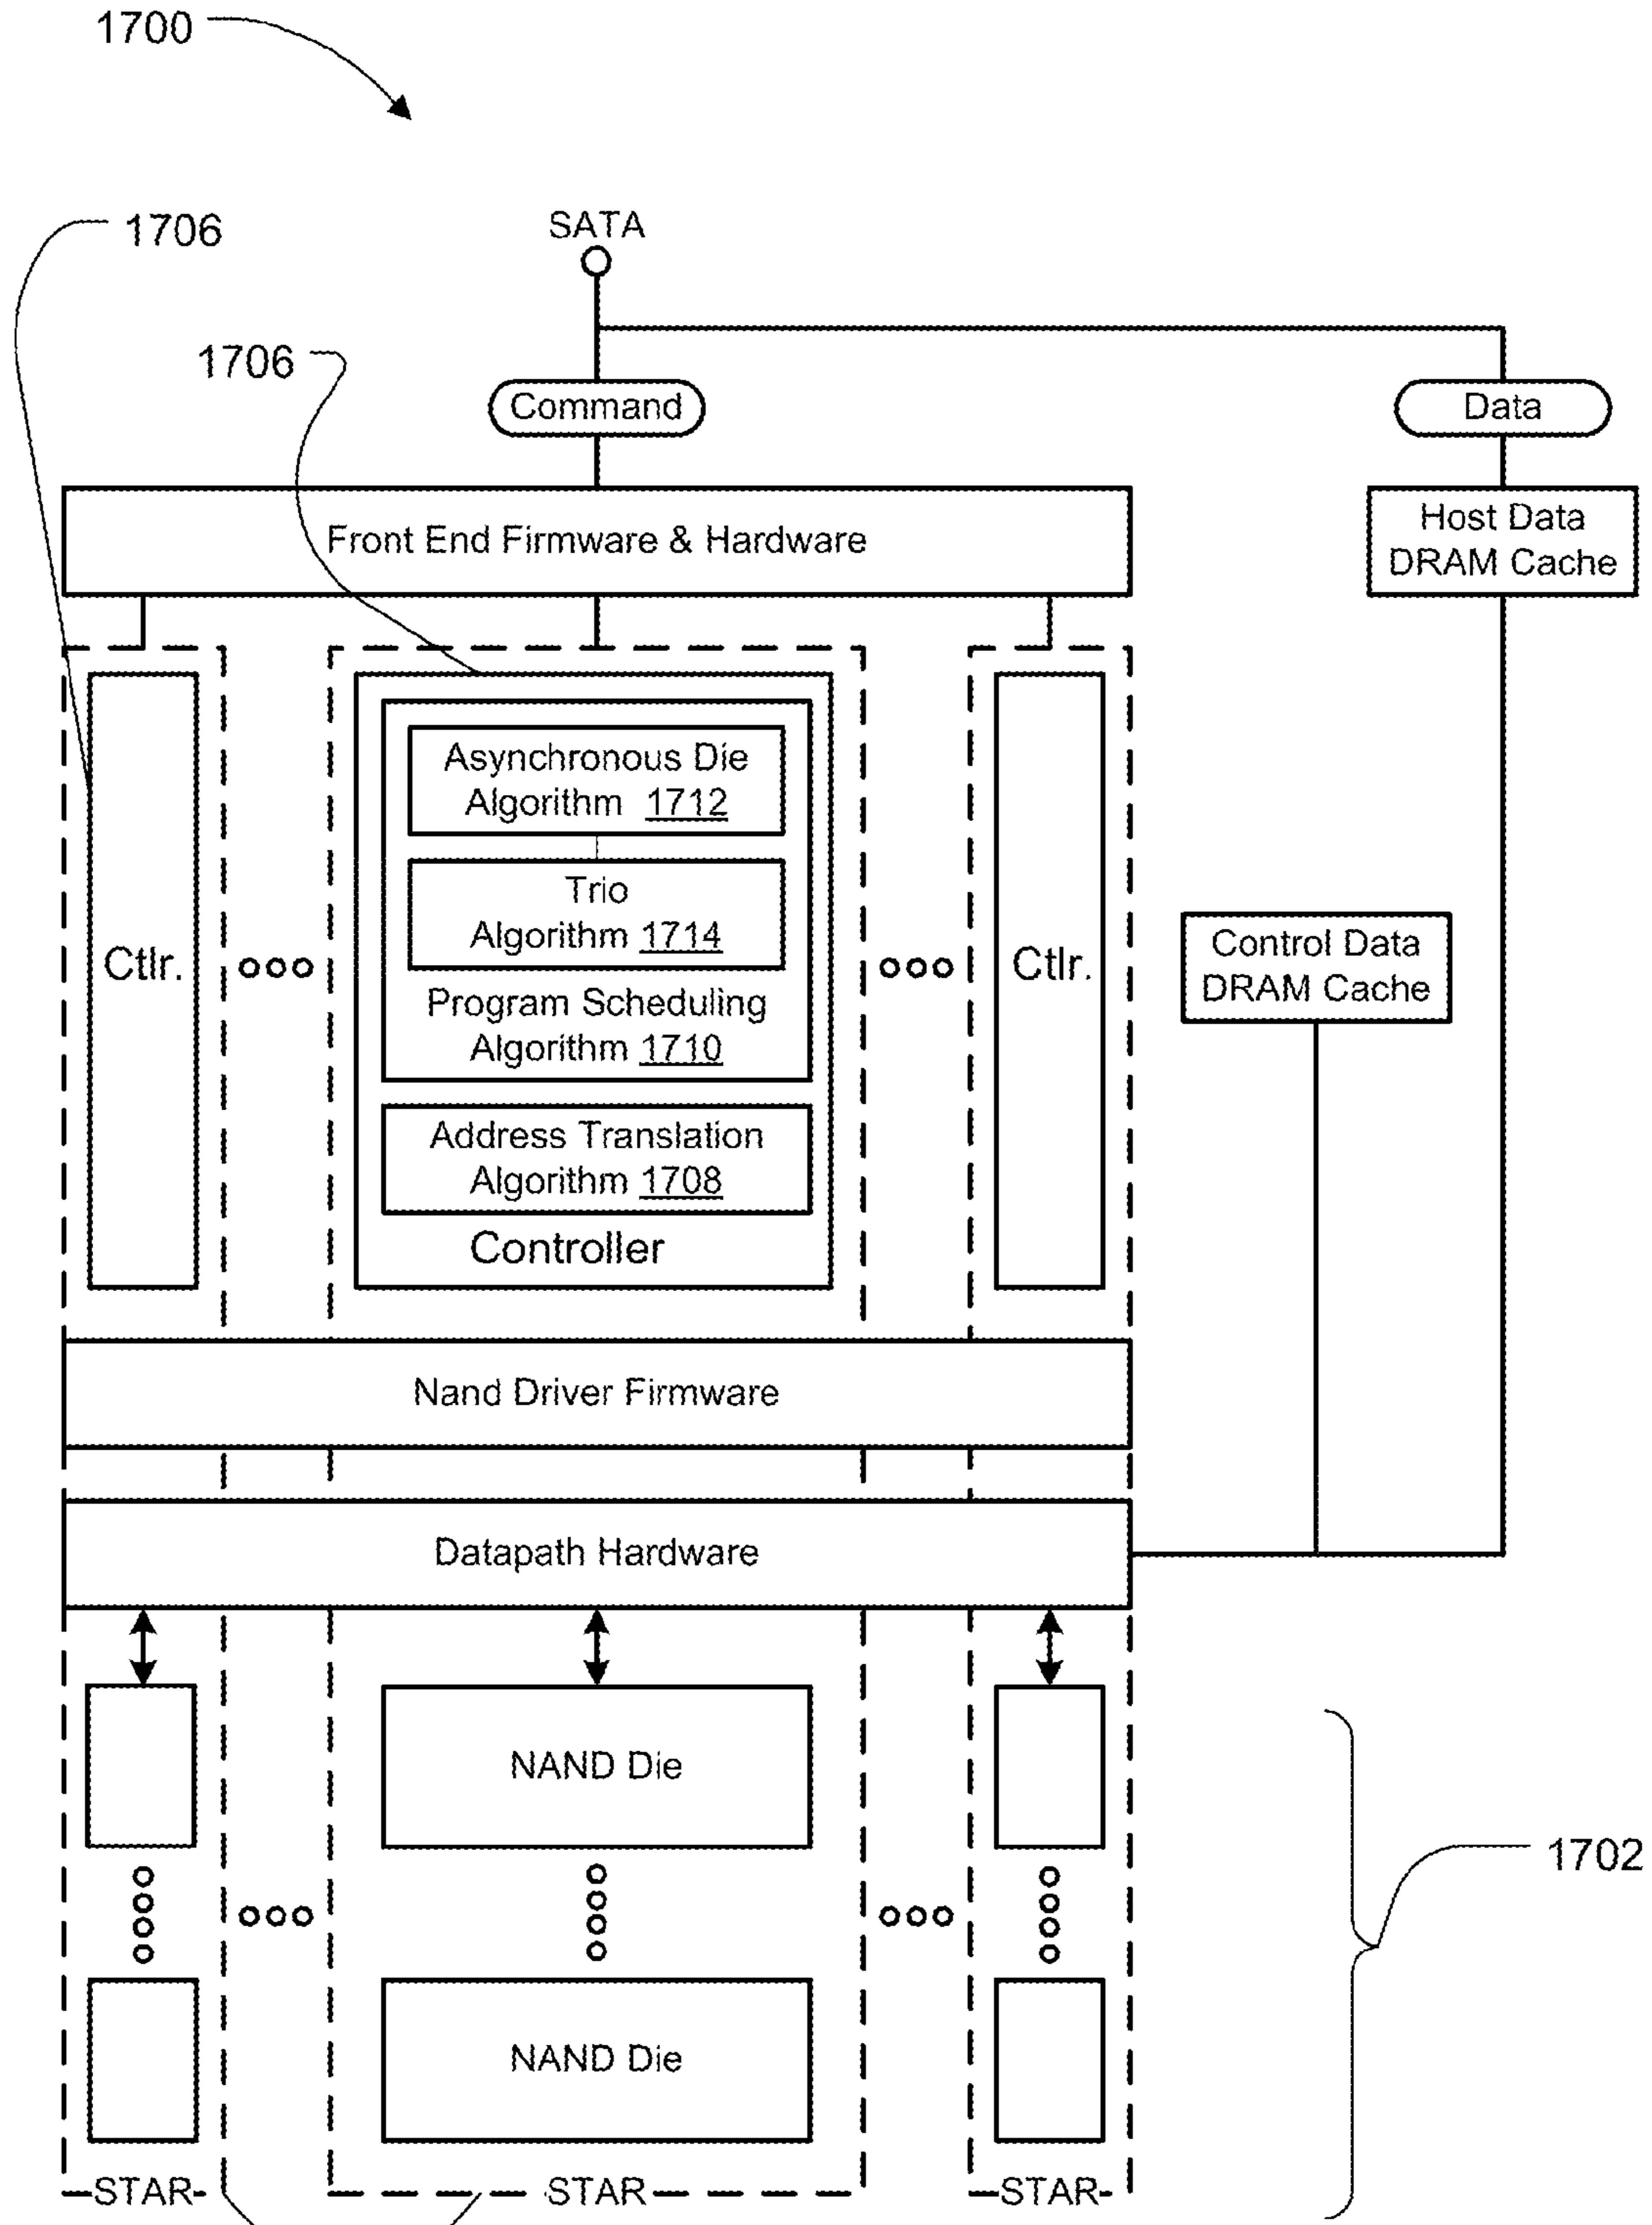 1700
1706
SATA
1706
Command
Data
Front End Firmware & Hardware
Host Data
DRAM Cache
Ctlr.
Asynchronous Die
Algorithm 1712
Trio
Algorithm 1714
Program Scheduling
Algorithm 1710
Address Translation
Algorithm 1708
Controller
Ctlr.
Control Data
DRAM Cache
Nand Driver Firmware
Datapath Hardware
NAND Die
1702
NAND Die
STAR
STAR
STAR